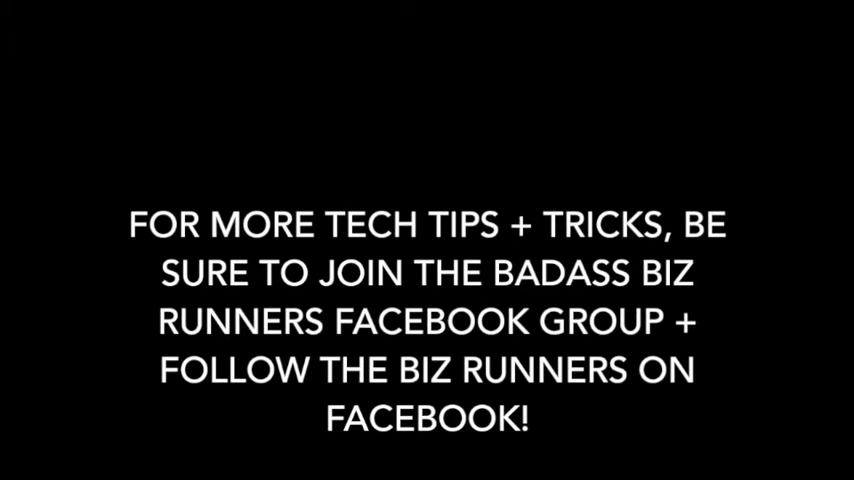 FOR MORE TECH TIPS + TRICKS, BE
SURE TO JOIN THE BADASS BIZ
RUNNERS FACEBOOK GROUP +
FOLLOW THE BIZ RUNNERS ON
FACEBOOK!